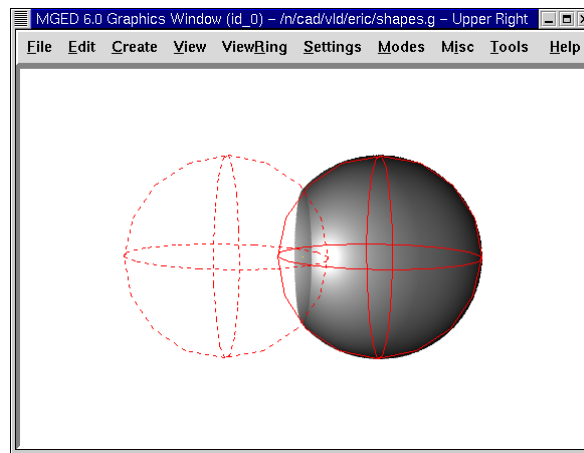 MGED 6.0 Graphics Window (id_0) – /n/cad/vld/eric/shapes.g – Upper Right
File Edit Create View ViewRing Settings Modes Misc Tools Help